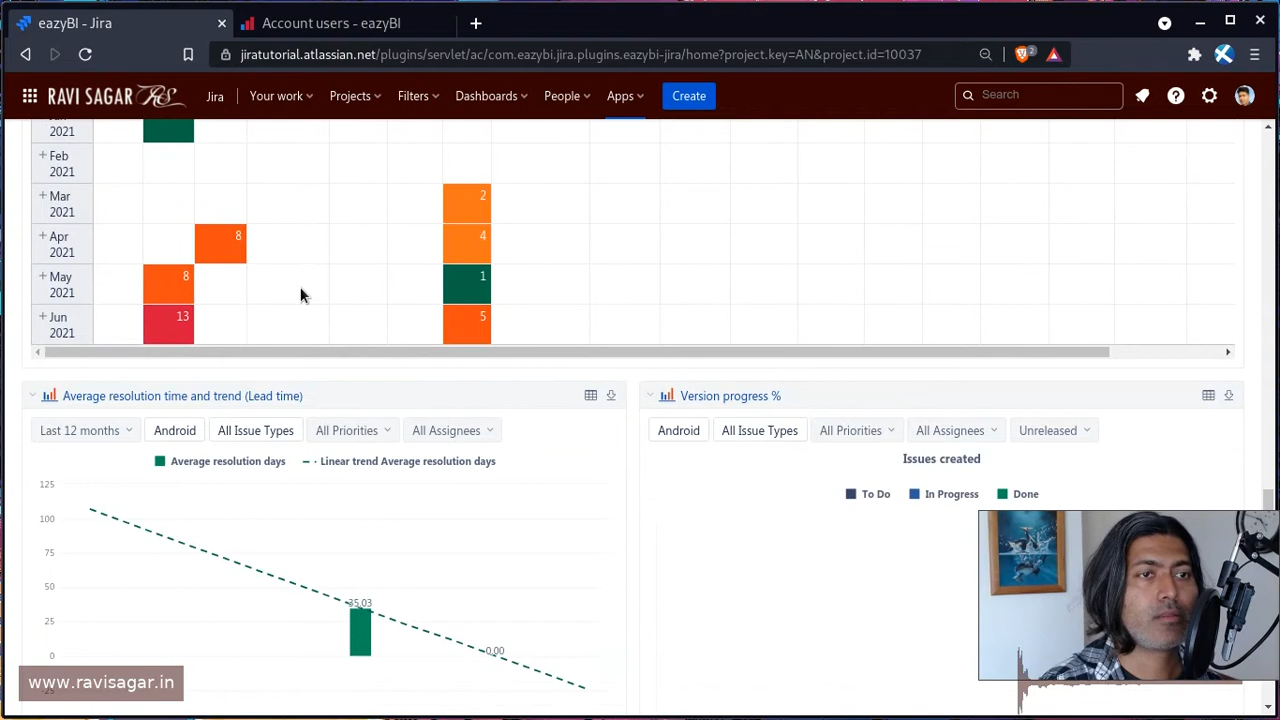 eazyBI - Jira
Account users - eazyBI
jiratutorial.atlassian.net/plugins/servlet/ac/com.eazybi.jira.plugins.eazybi-jira/home?project.key=AN&project.id=10037
2
RAVI SAGAR RS
Jira
Your work
Projects
Filters
Dashboards
People
Apps
Create
Search
2021
Feb
2021
Mar
2021
2
Apr
2021
8
4
May
2021
8
1
Jun
2021
13
5
Average resolution time and trend (Lead time)
Last 12 months
Android
All Issue Types
All Priorities
All Assignees
Average resolution days
Linear trend Average resolution days
125
100
75
50
25
0
35.03
0.00
Version progress %
Android
All Issue Types
All Priorities
All Assignees
Unreleased
Issues created
To Do
In Progress
Done
www.ravisagar.in